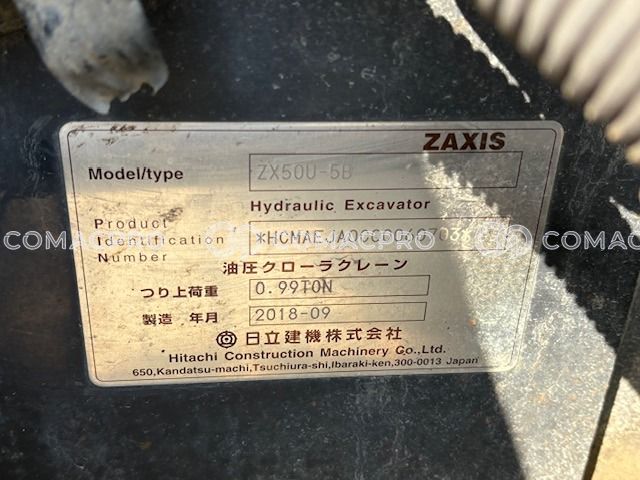 ZAXIS
Model/type ZX50U-5B
Hydraulic Excavator
Product
Identification
Number
油圧クローラクレーン
つり上荷重 0.99TON
製造 年月 2018-09
日立建機株式会社
Hitachi Construction Machinery Co.,Ltd.
650,Kandatsu-machi,Tsuchiura-shi,Ibaraki-ken,300-0013 Japan
COMACPRO